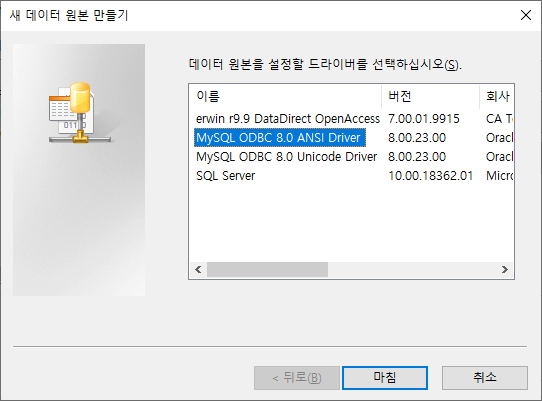 새 데이터 원본 만들기
데이터 원본을 설정할 드라이버를 선택하십시오(S).
이름 버전 회사
erwin r9.9 DataDirect OpenAccess 7.00.01.9915 CA Te
MySQL ODBC 8.0 ANSI Driver 8.00.23.00 Oracl
MySQL ODBC 8.0 Unicode Driver 8.00.23.00 Oracl
SQL Server 10.00.18362.01 Micro
01110
< 뒤로(B) 마침 취소